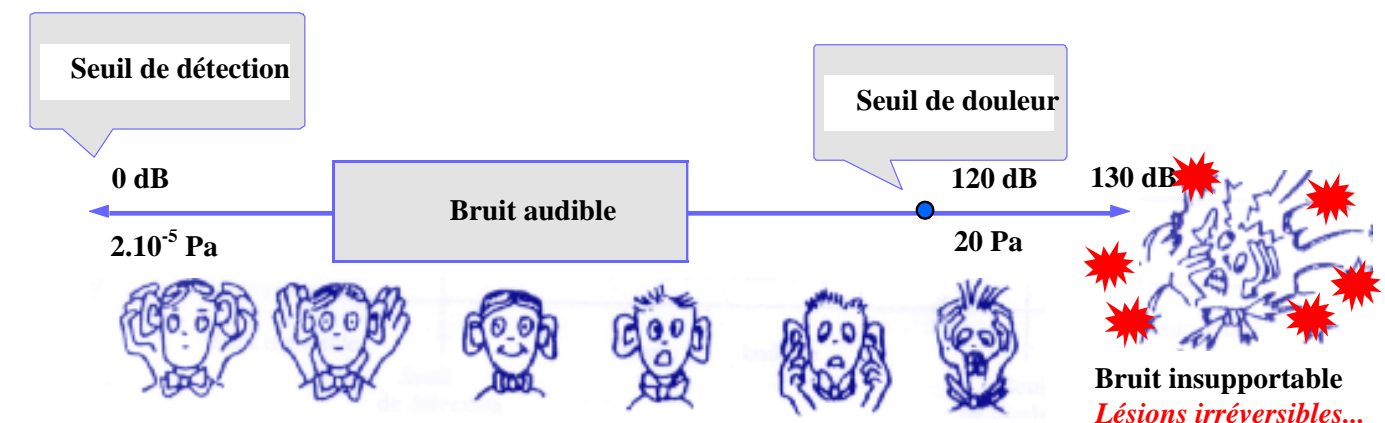 Seuil de détection
Seuil de douleur
0 dB
120 dB
130 dB
Bruit audible
2.10⁻⁵ Pa
20 Pa
Bruit insupportable
Lésions irréversibles...